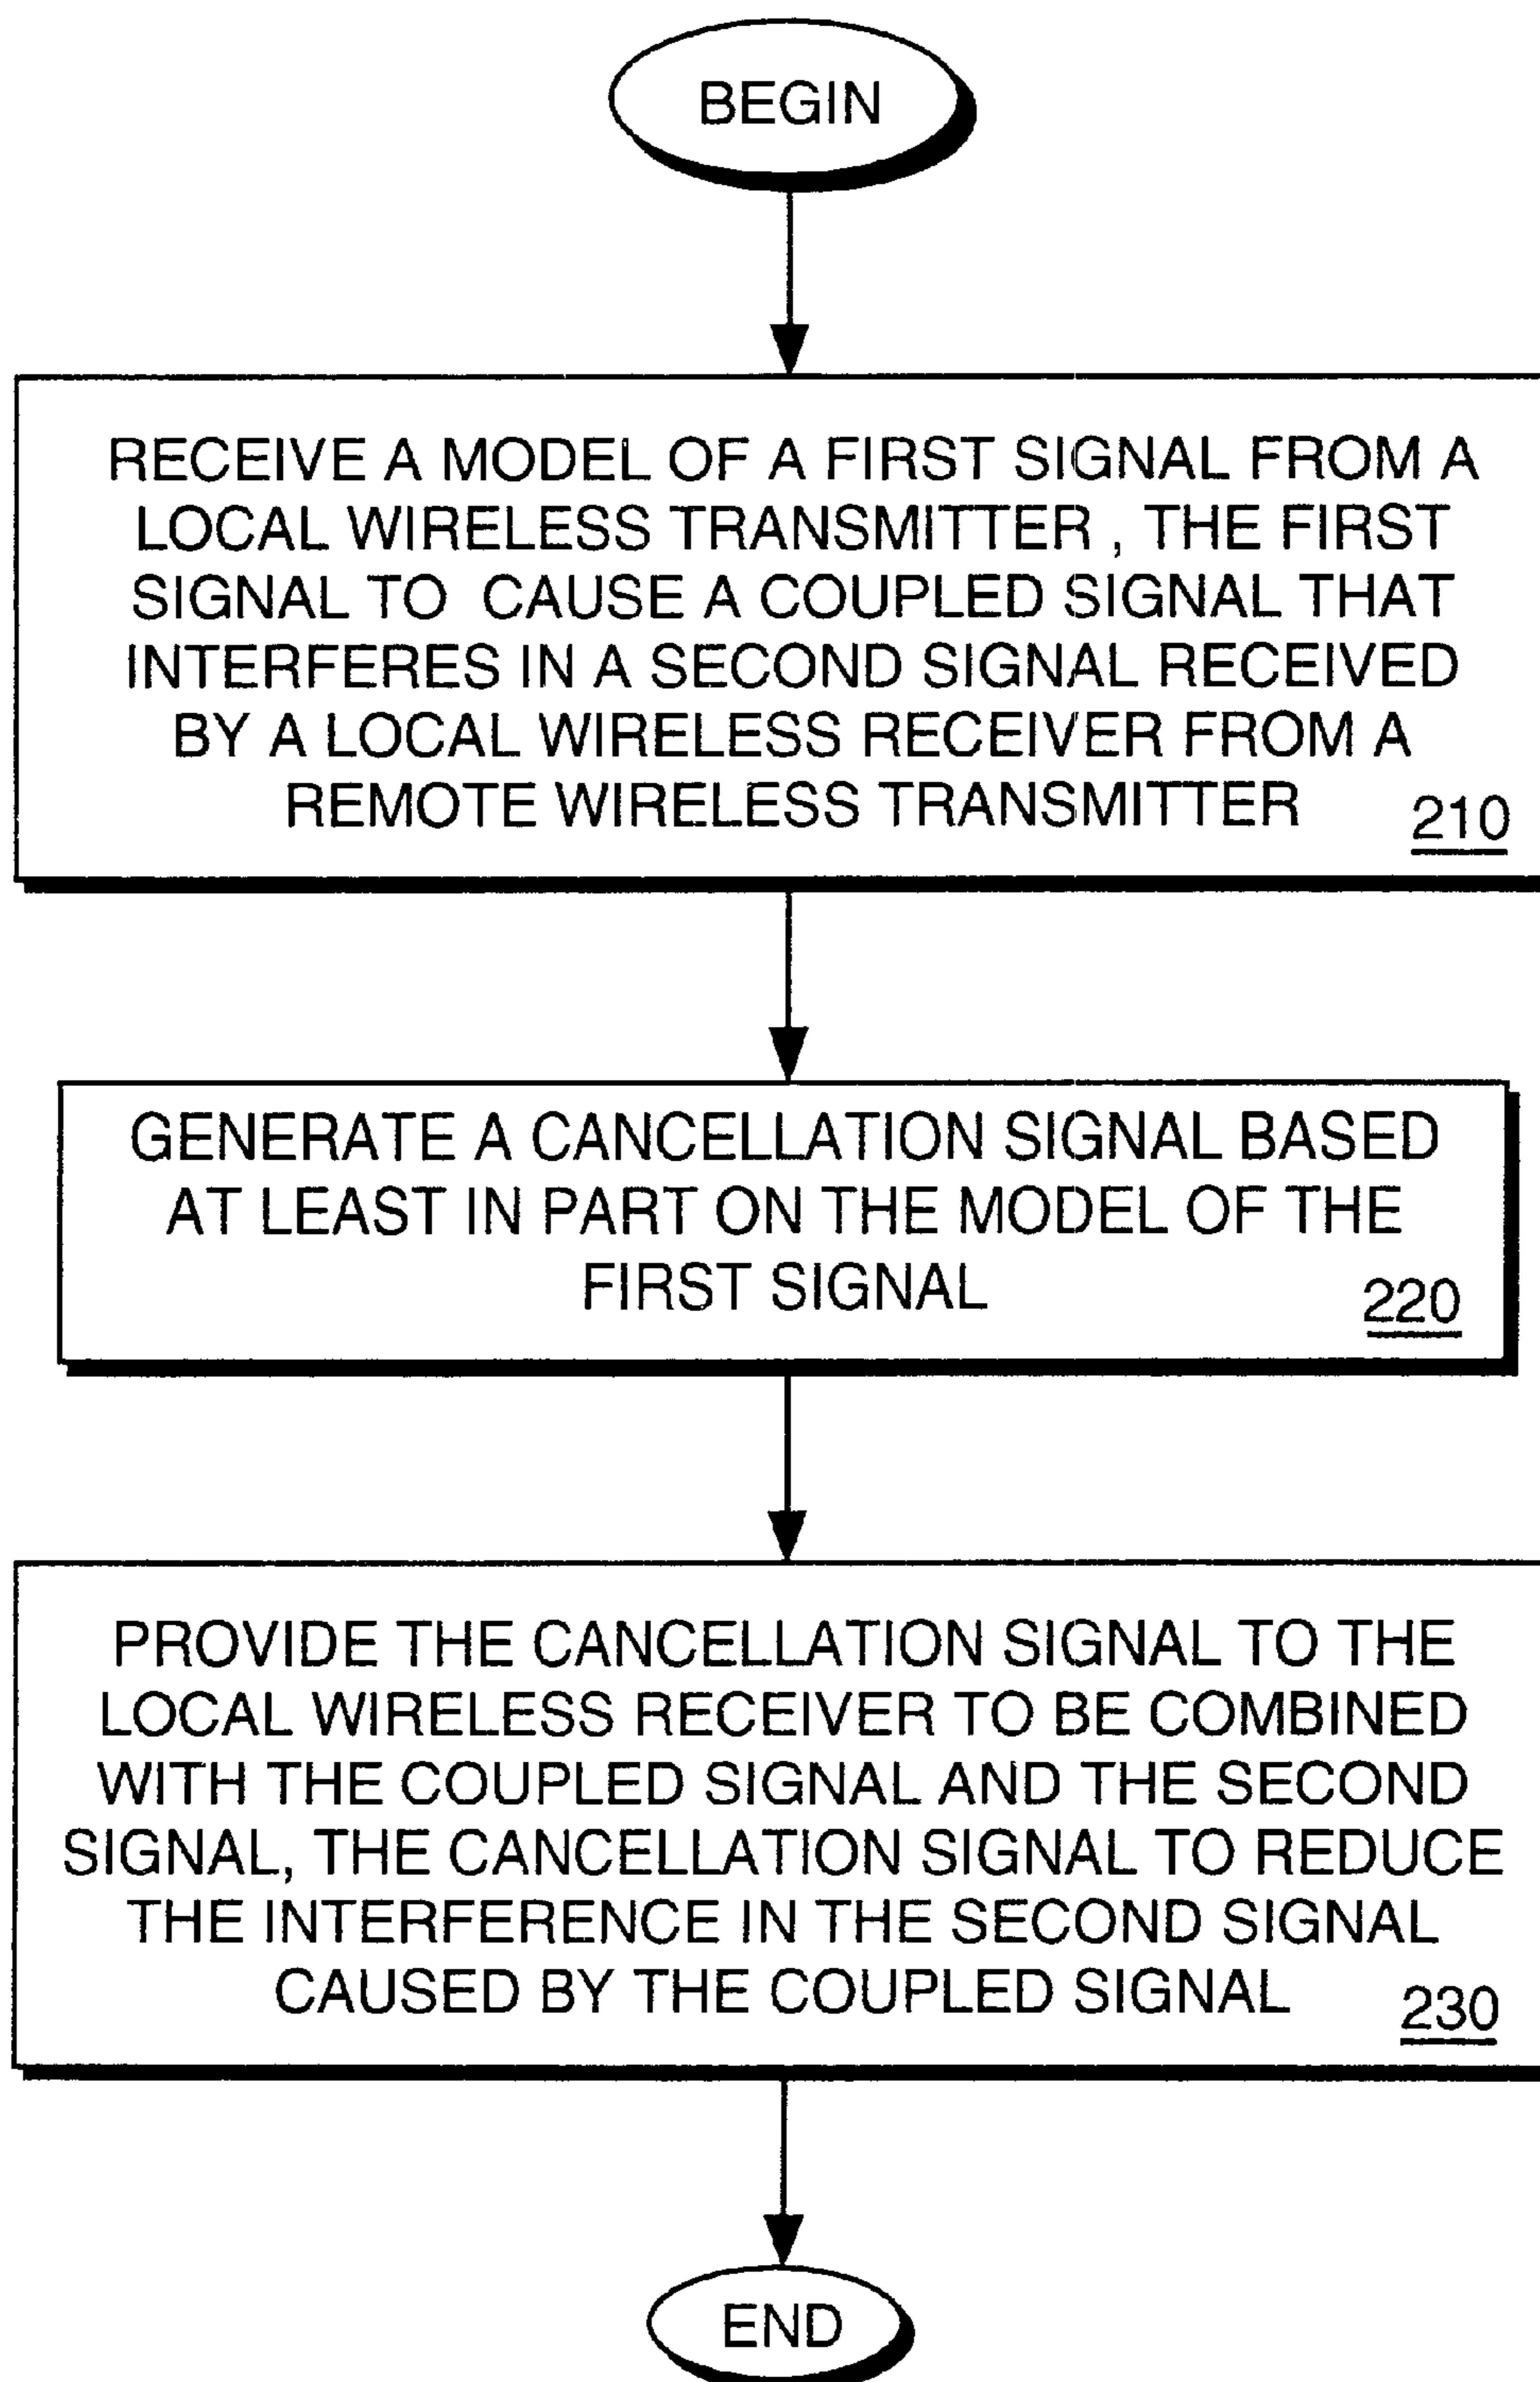 BEGIN
RECEIVE A MODEL OF A FIRST SIGNAL FROM A
LOCAL WIRELESS TRANSMITTER , THE FIRST
SIGNAL TO CAUSE A COUPLED SIGNAL THAT
INTERFERES IN A SECOND SIGNAL RECEIVED
BY A LOCAL WIRELESS RECEIVER FROM A
REMOTE WIRELESS TRANSMITTER
210
GENERATE A CANCELLATION SIGNAL BASED
AT LEAST IN PART ON THE MODEL OF THE
FIRST SIGNAL
220
PROVIDE THE CANCELLATION SIGNAL TO THE
LOCAL WIRELESS RECEIVER TO BE COMBINED
WITH THE COUPLED SIGNAL AND THE SECOND
SIGNAL, THE CANCELLATION SIGNAL TO REDUCE
THE INTERFERENCE IN THE SECOND SIGNAL
CAUSED BY THE COUPLED SIGNAL
230
END